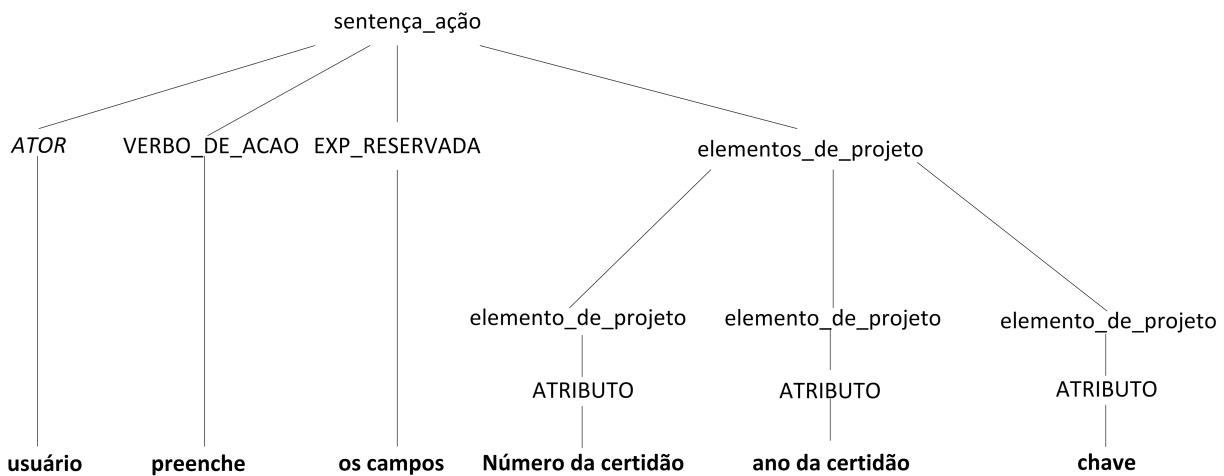 sentença_ação
ATOR VERBO_DE_ACAO EXP_RESERVADA elementos_de_projeto
elemento_de_projeto elemento_de_projeto elemento_de_projeto
ATRIBUTO ATRIBUTO ATRIBUTO
usuário preenche os campos Número da certidão ano da certidão chave